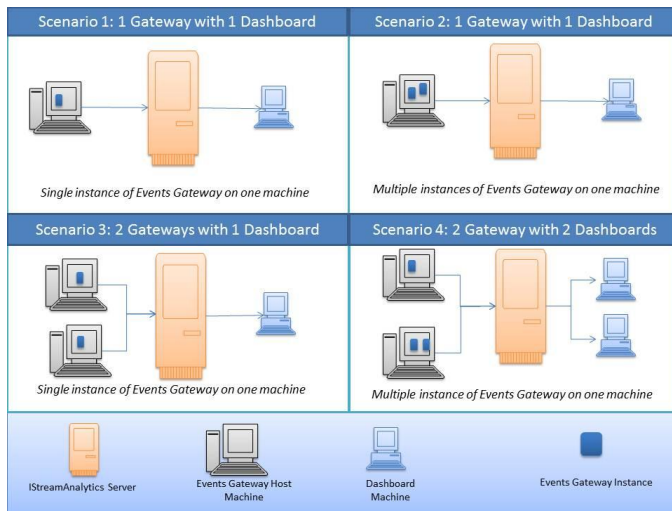 Scenario 1: 1 Gateway with 1 Dashboard
Scenario 2: 1 Gateway with 1 Dashboard
Single instance of Events Gateway on one machine
Multiple instances of Events Gateway on one machine
Scenario 3: 2 Gateways with 1 Dashboard
Scenario 4: 2 Gateway with 2 Dashboards
Single instance of Events Gateway on one machine
Multiple instance of Events Gateway on one machine
IStreamAnalytics Server
Events Gateway Host
Machine
Dashboard
Machine
Events Gateway Instance